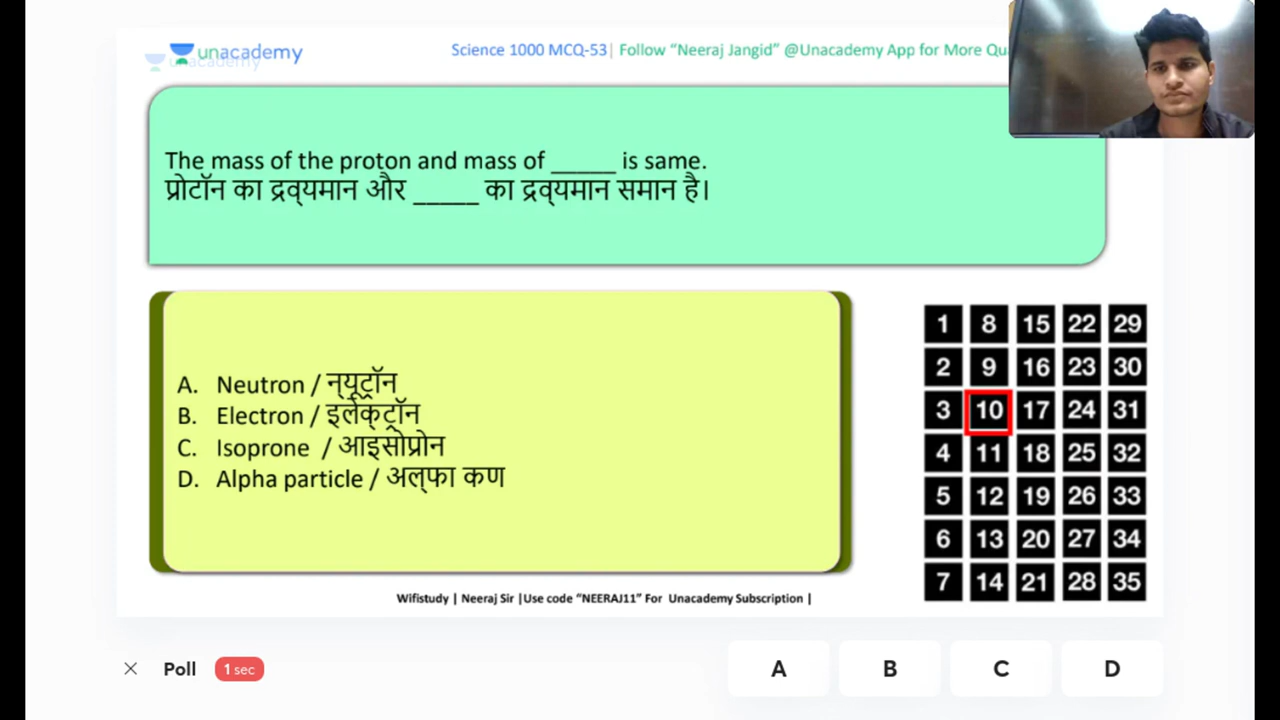 unacademy
unacademy
Science 1000 MCQ-53| Follow “Neeraj Jangid” @Unacademy App for More Qu
The mass of the proton and mass of _____ is same.
प्रोटॉन का द्रव्यमान और _____ का द्रव्यमान समान है।
A. Neutron / न्यूट्रॉन
B. Electron / इलेक्ट्रॉन
C. Isoprone / आइसोप्रोन
D. Alpha particle / अल्फा कण
1 8 15 22 29
2 9 16 23 30
3 10 17 24 31
4 11 18 25 32
5 12 19 26 33
6 13 20 27 34
7 14 21 28 35
Wifistudy | Neeraj Sir |Use code “NEERAJ11” For Unacademy Subscription |
Poll 1 sec A B C D